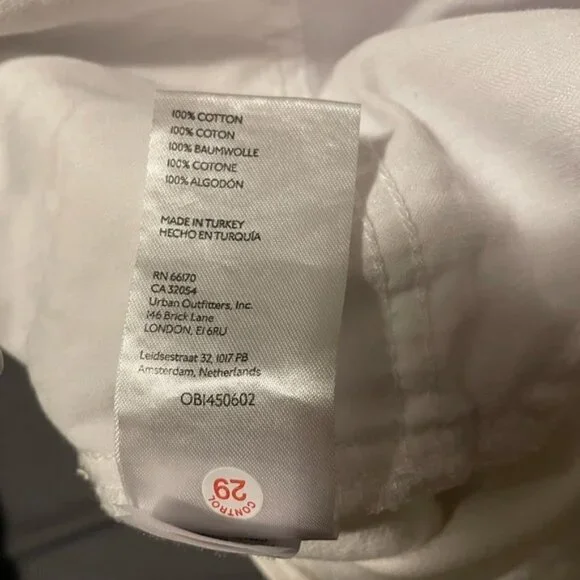 100% COTTON
100% COTON
100% BAUMWOLLE
100% COTONE
100% ALGODÓN
MADE IN TURKEY
HECHO EN TURQUÍA
RN 66170
CA 32054
Urban Outfitters, Inc.
146 Brick Lane
LONDON, E1 6RU
Leidsestraat 32, 1017 PB
Amsterdam, Netherlands
OB1450602
CONTROL
29